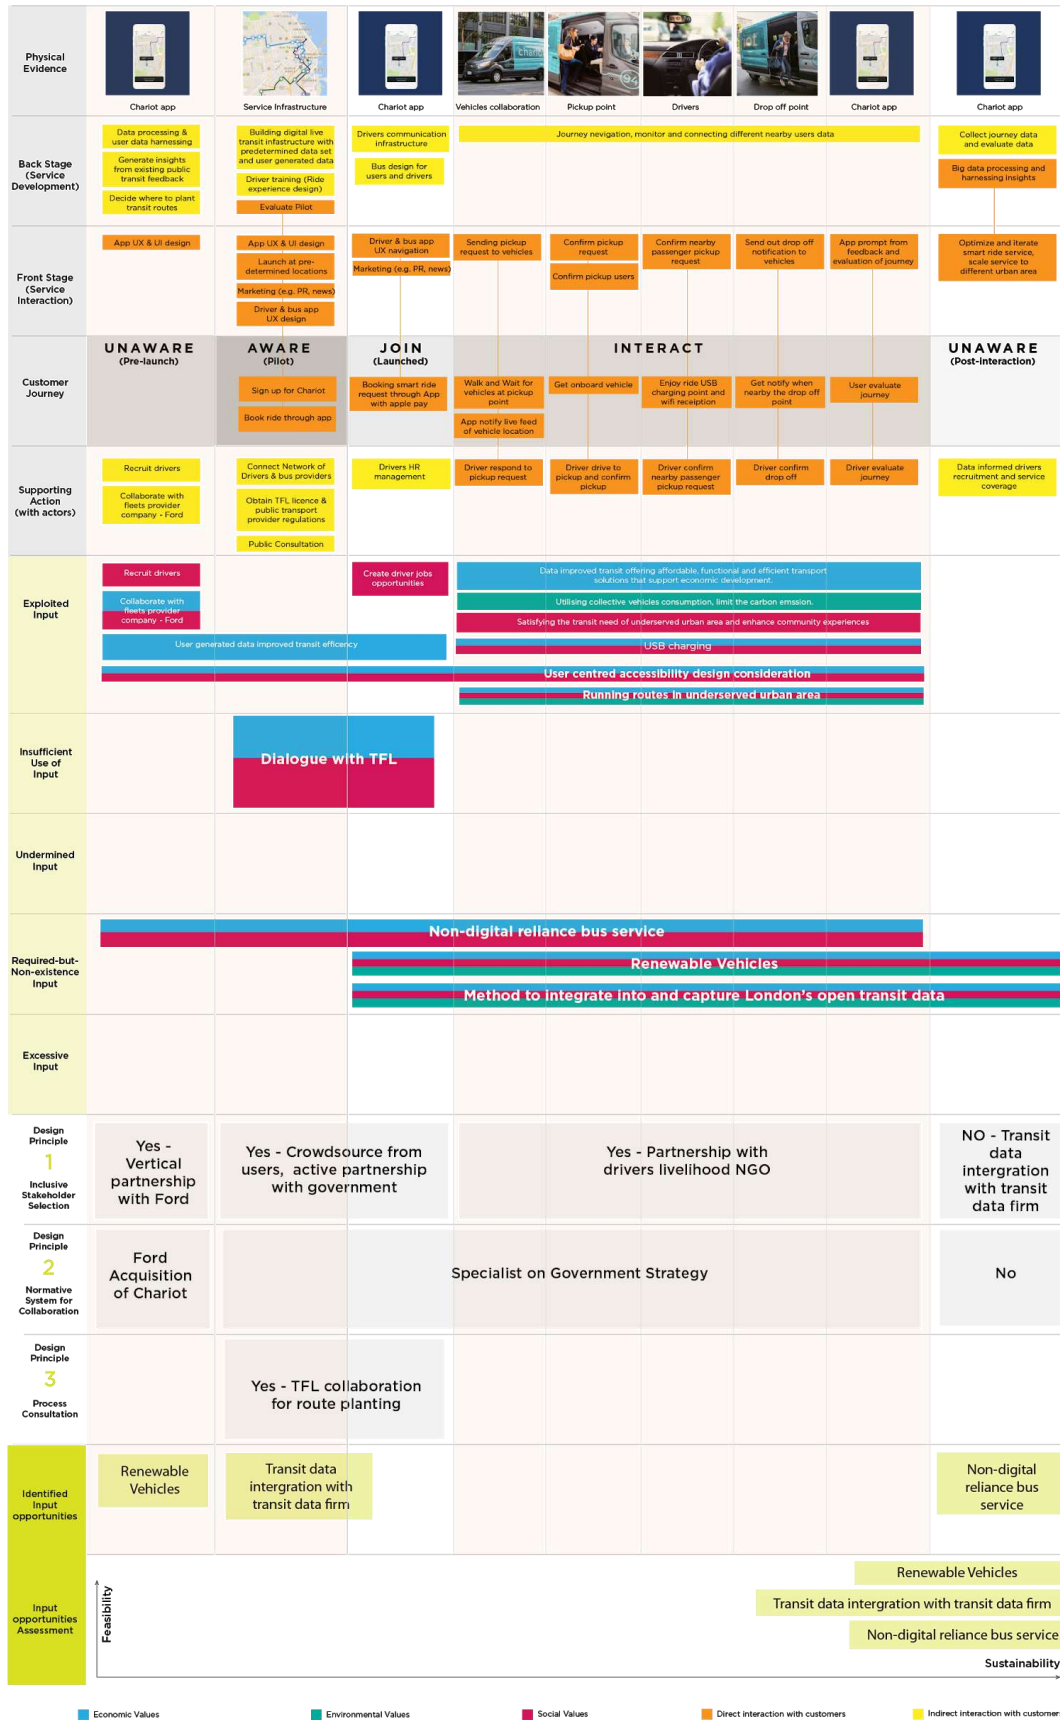 Physical
Evidence
Chariot app
Service Infrastructure
Chariot app
Vehicles collaboration
Pickup point
Drivers
Drop off point
Chariot app
Chariot app
Back Stage
(Service
Development)
Data processing &
user data harnessing
Generate insights
from existing public
transit feedback
Decide where to plant
transit routes
Building digital live
transit infastructure with
predetermined data set
and user generated data
Driver training (Ride
experience design)
Evaluate Pilot
Drivers communication
infrastructure
Bus design for
users and drivers
Journey nevigation, monitor and connecting different nearby users data
Collect journey data
and evaluate data
Big data processing and
harnessing insights
Front Stage
(Service
Interaction)
App UX & UI design
App UX & UI design
Launch at pre-
determined locations
Marketing (e.g. PR, news)
Driver & bus app
UX design
Driver & bus app
UX navigation
Marketing (e.g. PR, news)
Sending pickup
request to vehicles
Confirm pickup
request
Confirm pickup users
Confirm nearby
passenger pickup
request
Send out drop off
notification to
vehicles
App prompt from
feedback and
evaluation of journey
Optimize and iterate
smart ride service,
scale service to
different urban area
Customer
Journey
UNAWARE
(Pre-launch)
AWARE
(Pilot)
Sign up for Chariot
Book ride through app
JOIN
(Launched)
Booking smart ride
request through App
with apple pay
INTERACT
Walk and Wait for
vehicles at pickup
point
App notify live feed
of vehicle location
Get onboard vehicle
Enjoy ride USB
charging point and
wifi receiption
Get notify when
nearby the drop off
point
User evaluate
journey
UNAWARE
(Post-interaction)
Supporting
Action
(with actors)
Recruit drivers
Collaborate with
fleets provider
company - Ford
Connect Network of
Drivers & bus providers
Obtain TFL licence &
public transport
provider regulations
Public Consultation
Drivers HR
management
Driver respond to
pickup request
Driver drive to
pickup and confirm
pickup
Driver confirm
nearby passenger
pickup request
Driver confirm
drop off
Driver evaluate
journey
Data informed drivers
recruitment and service
coverage
Exploited
Input
Recruit drivers
Collaborate with
fleets provider
company - Ford
Create driver jobs
opportunities
Data improved transit offering affordable, functional and efficient transport
solutions that support economic development.
Utilising collective vehicles consumption, limit the carbon emssion.
Satisfying the transit need of underserved urban area and enhance community experiences
User generated data improved transit efficency
USB charging
User centred accessibility design consideration
Running routes in underserved urban area
Insufficient
Use of
Input
Dialogue with TFL
Undermined
Input
Required-but-
Non-existence
Input
Non-digital reliance bus service
Renewable Vehicles
Method to integrate into and capture London's open transit data
Excessive
Input
Design
Principle
1
Inclusive
Stakeholder
Selection
Yes -
Vertical
partnership
with Ford
Yes - Crowdsource from
users, active partnership
with government
Yes - Partnership with
drivers livelihood NGO
NO - Transit
data
intergration
with transit
data firm
Design
Principle
2
Normative
System for
Collaboration
Ford
Acquisition
of Chariot
Specialist on Government Strategy
No
Design
Principle
3
Process
Consultation
Yes - TFL collaboration
for route planting
Identified
Input
opportunities
Renewable
Vehicles
Transit data
intergration with
transit data firm
Non-digital
reliance bus
service
Input
opportunities
Assessment
Feasibility
Renewable Vehicles
Transit data intergration with transit data firm
Non-digital reliance bus service
Sustainability
Economic Values
Environmental Values
Social Values
Direct interaction with customers
Indirect interaction with customer